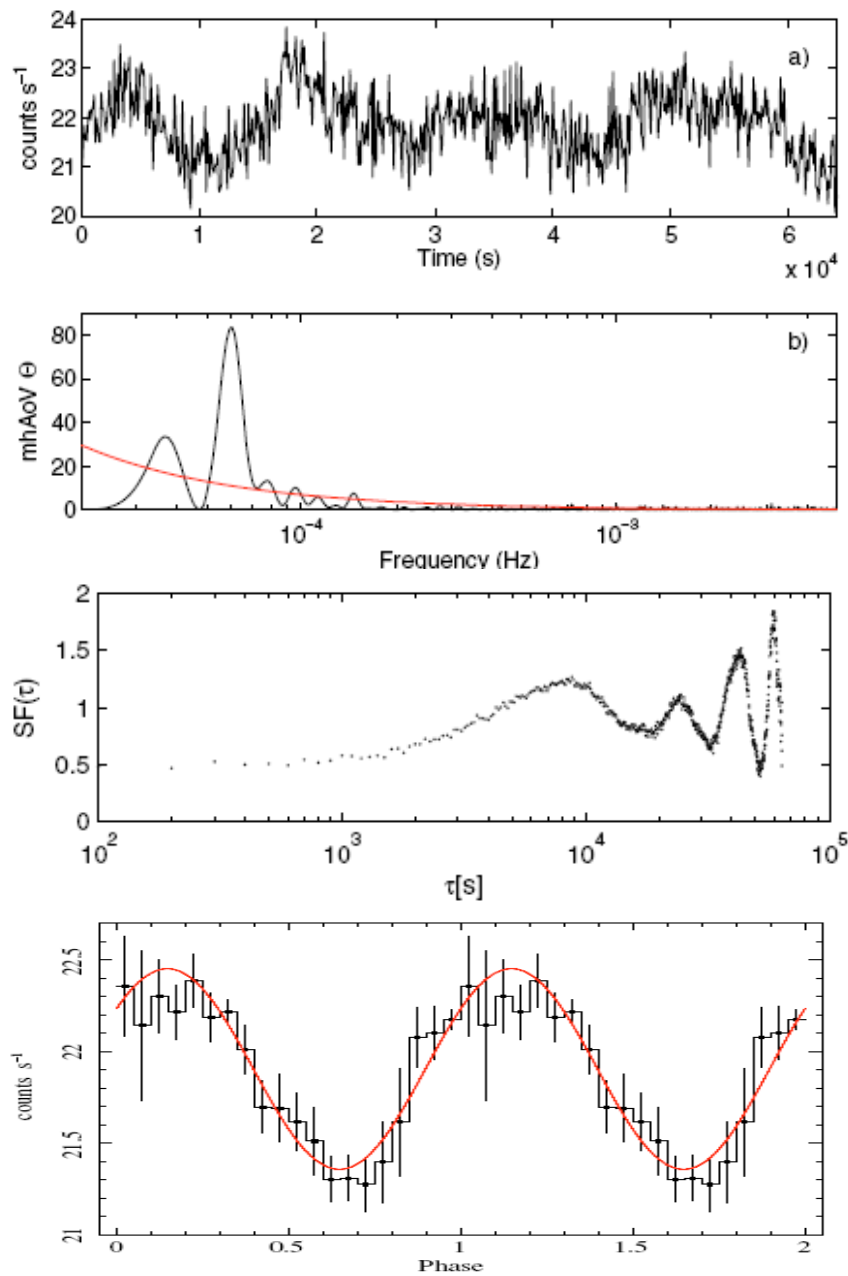 24
23
22
21
20
counts s⁻¹
a)
0 1 2 3 4 5 6
Time (s)
x 10⁴
80
60
40
20
0
mhAoV Θ
b)
10⁻⁴ 10⁻³
Frequency (Hz)
2
1.5
1
0.5
0
SF(τ)
10² 10³ 10⁴ 10⁵
τ[s]
22.5
22
21.5
21
counts s⁻¹
0 0.5 1 1.5 2
Phase